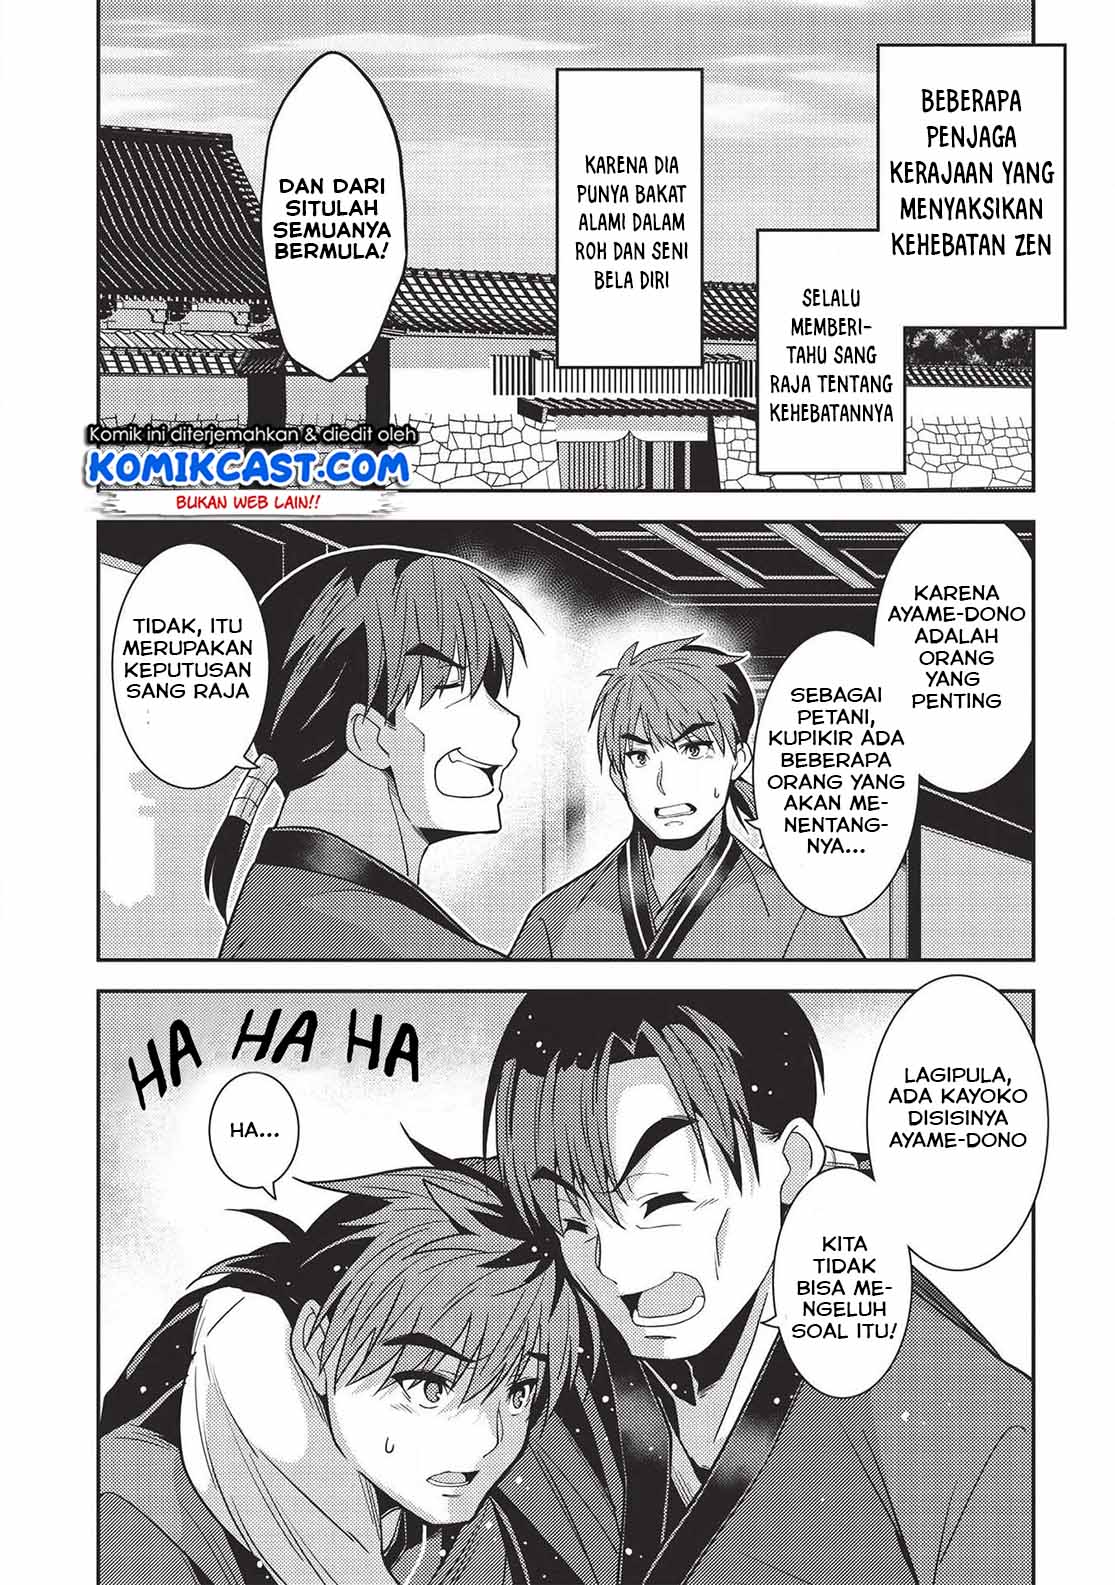 BEBERAPA
PENJAGA
KERAJAAN YANG
MENYAKSIKAN
KEHEBATAN ZEN
SELALU
MEMBERI-
TAHU SANG
RAJA TENTANG
KEHEBATANNYA
KARENA DIA
PUNYA BAKAT
ALAMI DALAM
ROH DAN SENI
BELA DIRI
DAN DARI
SITULAH
SEMUANYA
BERMULA!
Komik ini diterjemahkan & diedit oleh
KOMIKCAST.COM
BUKAN WEB LAIN!!
KARENA
AYAME-DONO
ADALAH
ORANG
YANG
PENTING
SEBAGAI
PETANI,
KUPIKIR ADA
BEBERAPA
ORANG YANG
AKAN ME-
NENTANG-
NYA...
TIDAK, ITU
MERUPAKAN
KEPUTUSAN
SANG RAJA
LAGIPULA,
ADA KAYOKO
DISISINYA
AYAME-DONO
KITA
TIDAK
BISA ME-
NGELUH
SOAL ITU!
HA HA HA
HA...